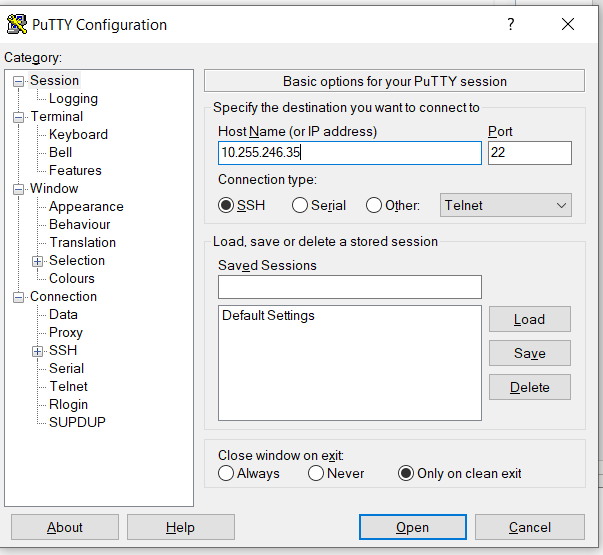 PuTTY Configuration
?
Category:
Session
Logging
Terminal
Keyboard
Bell
Features
Window
Appearance
Behaviour
Translation
Selection
Colours
Connection
Data
Proxy
SSH
Serial
Telnet
Rlogin
SUPDUP
Basic options for your PuTTY session
Specify the destination you want to connect to
Host Name (or IP address) Port
10.255.246.35 22
Connection type:
SSH Serial Other: Telnet
Load, save or delete a stored session
Saved Sessions
Default Settings
Load
Save
Delete
Close window on exit:
Always Never Only on clean exit
About Help Open Cancel